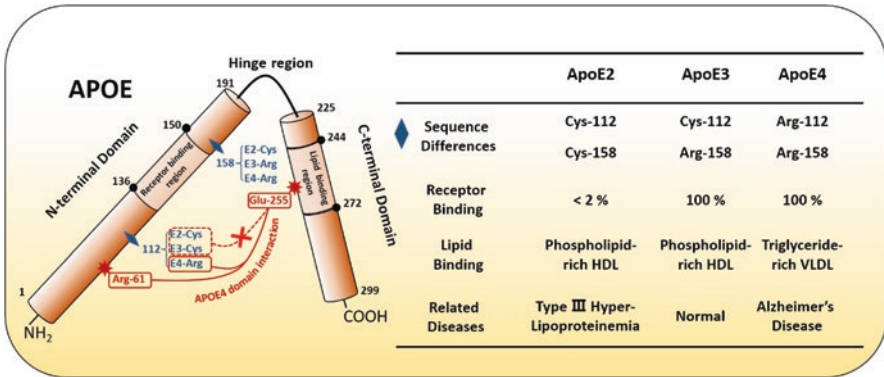 APOE
Hinge region
191
150
136
1
NH2
N-terminal Domain
Receptor binding
region
158
E2-Cys
E3-Arg
E4-Arg
112
E2-Cys
E3-Cys
E4-Arg
Arg-61
Glu-255
APOE4 domain interaction
225
244
272
299
COOH
Lipid binding
region
C-terminal Domain
ApoE2 ApoE3 ApoE4
Sequence
Differences
Cys-112 Cys-112 Arg-112
Cys-158 Arg-158 Arg-158
Receptor
Binding
< 2 % 100 % 100 %
Lipid
Binding
Phospholipid-
rich HDL
Phospholipid-
rich HDL
Triglyceride-
rich VLDL
Related
Diseases
Type Ⅲ Hyper-
Lipoproteinemia
Normal
Alzheimer's
Disease